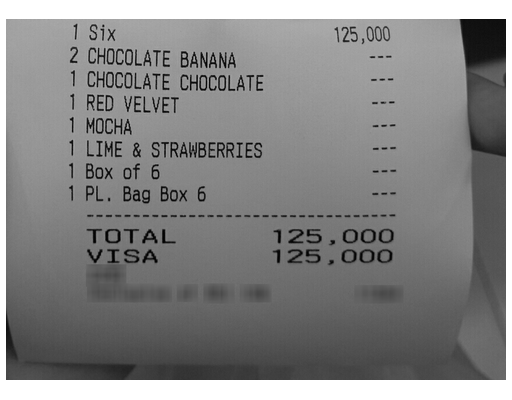 1 Six 125,000
2 CHOCOLATE BANANA ---
1 CHOCOLATE CHOCOLATE ---
1 RED VELVET ---
1 MOCHA ---
1 LIME & STRAWBERRIES ---
1 Box of 6 ---
1 PL. Bag Box 6 ---
--------------------------------
TOTAL 125,000
VISA 125,000